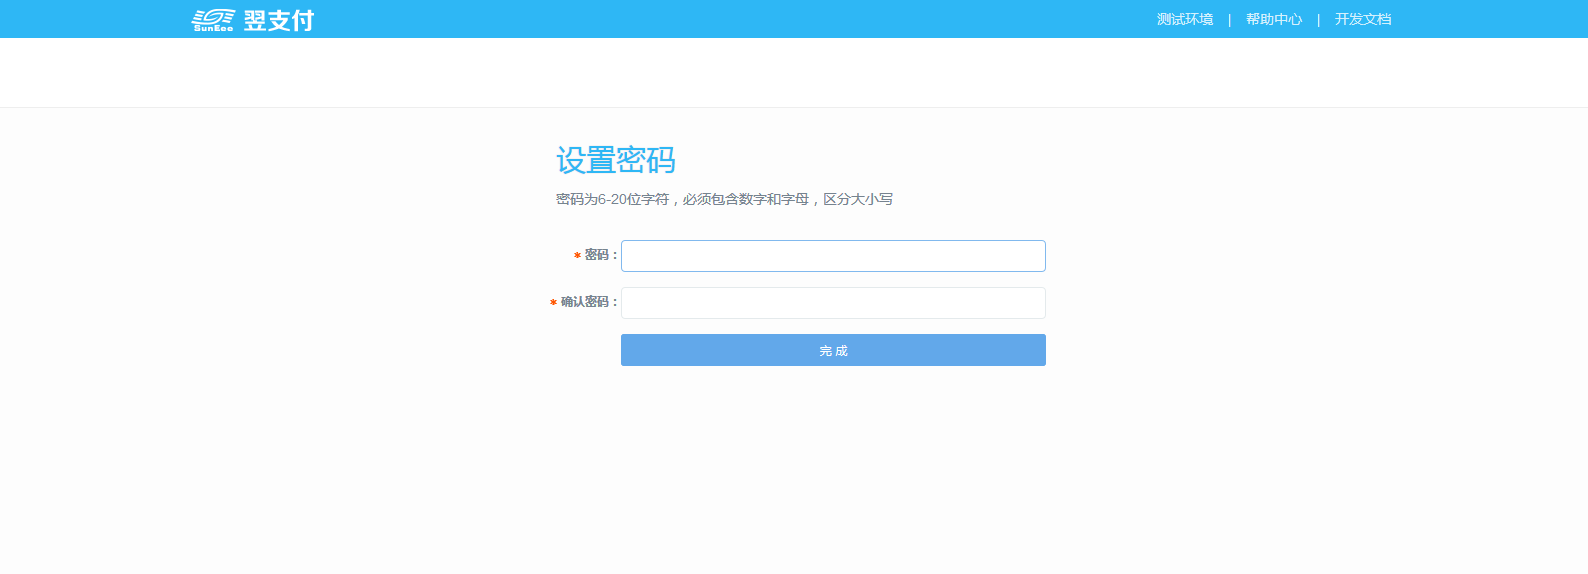 SunEoo 翌支付
测试环境 | 帮助中心 | 开发文档
设置密码
密码为6-20位字符，必须包含数字和字母，区分大小写
* 密码：
* 确认密码：
完 成